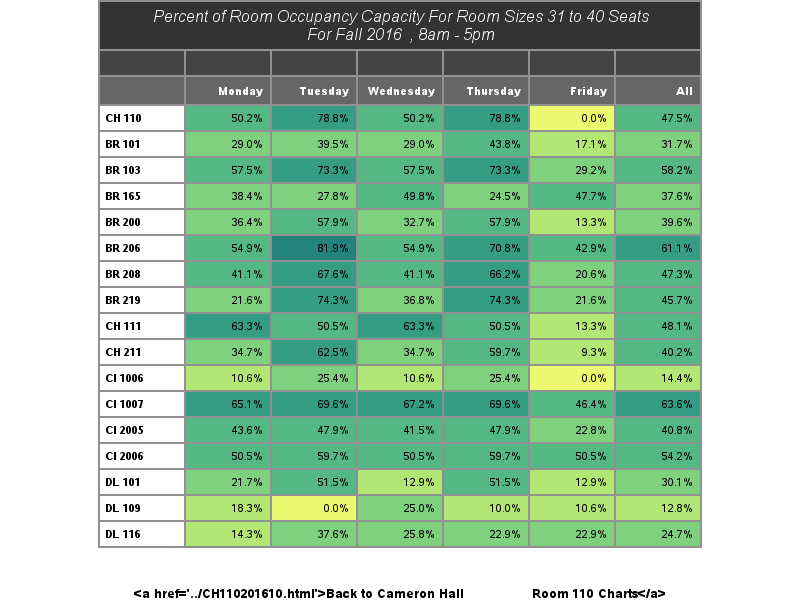 Percent of Room Occupancy Capacity For Room Sizes 31 to 40 Seats
For Fall 2016 , 8am - 5pm
Monday Tuesday Wednesday Thursday Friday All
CH 110 50.2% 78.8% 50.2% 78.8% 0.0% 47.5%
BR 101 29.0% 39.5% 29.0% 43.8% 17.1% 31.7%
BR 103 57.5% 73.3% 57.5% 73.3% 29.2% 58.2%
BR 165 38.4% 27.8% 49.8% 24.5% 47.7% 37.6%
BR 200 36.4% 57.9% 32.7% 57.9% 13.3% 39.6%
BR 206 54.9% 81.9% 54.9% 70.8% 42.9% 61.1%
BR 208 41.1% 67.6% 41.1% 66.2% 20.6% 47.3%
BR 219 21.6% 74.3% 36.8% 74.3% 21.6% 45.7%
CH 111 63.3% 50.5% 63.3% 50.5% 13.3% 48.1%
CH 211 34.7% 62.5% 34.7% 59.7% 9.3% 40.2%
CI 1006 10.6% 25.4% 10.6% 25.4% 0.0% 14.4%
CI 1007 65.1% 69.6% 67.2% 69.6% 46.4% 63.6%
CI 2005 43.6% 47.9% 41.5% 47.9% 22.8% 40.8%
CI 2006 50.5% 59.7% 50.5% 59.7% 50.5% 54.2%
DL 101 21.7% 51.5% 12.9% 51.5% 12.9% 30.1%
DL 109 18.3% 0.0% 25.0% 10.0% 10.6% 12.8%
DL 116 14.3% 37.6% 25.8% 22.9% 22.9% 24.7%
<a href='../CH110201610.html'>Back to Cameron Hall Room 110 Charts</a>